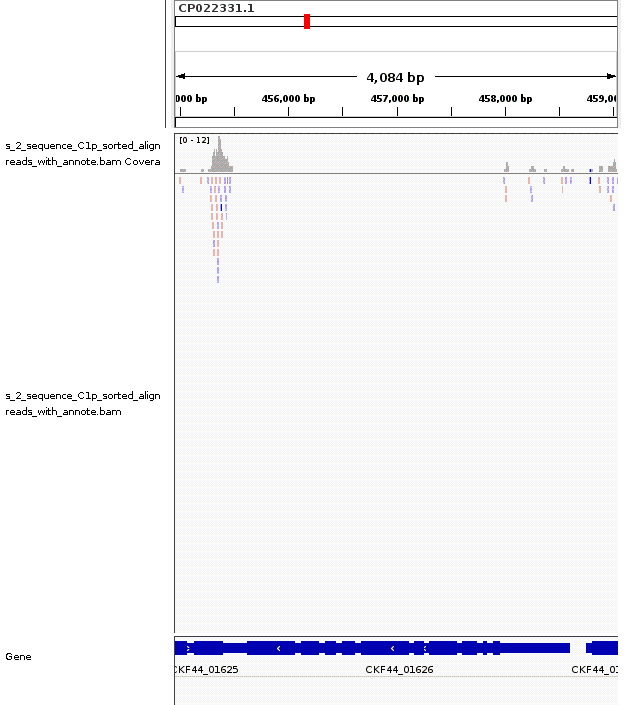 CP022331.1
4,084 bp
000 bp 456,000 bp 457,000 bp 458,000 bp 459,0
s_2_sequence_C1p_sorted_align
reads_with_annote.bam Covera
[0 - 12]
s_2_sequence_C1p_sorted_align
reads_with_annote.bam
Gene
CKF44_01625 CKF44_01626 CKF44_01